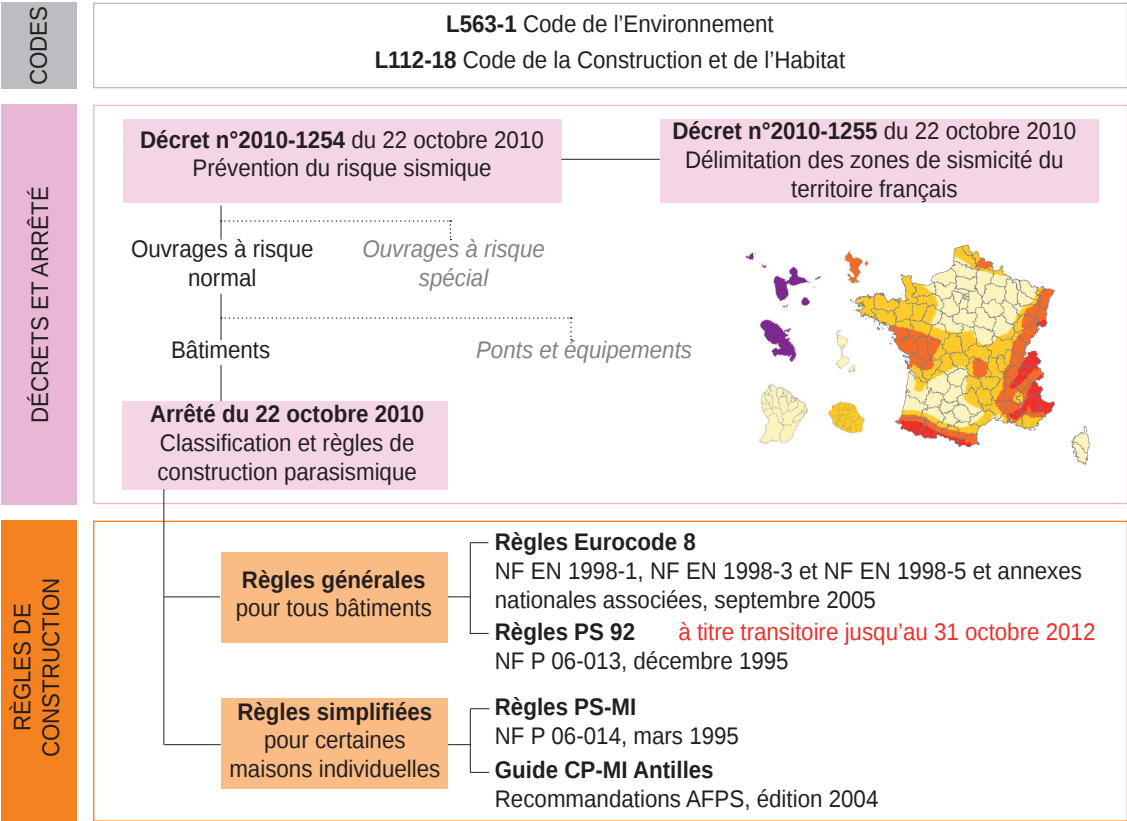 CODES
L563-1 Code de l’Environnement
L112-18 Code de la Construction et de l’Habitat
DÉCRETS ET ARRÊTÉ
Décret n°2010-1254 du 22 octobre 2010
Prévention du risque sismique
Décret n°2010-1255 du 22 octobre 2010
Délimitation des zones de sismicité du
territoire français
Ouvrages à risque
normal
Ouvrages à risque
spécial
Bâtiments
Ponts et équipements
Arrêté du 22 octobre 2010
Classification et règles de
construction parasismique
RÈGLES DE
CONSTRUCTION
Règles générales
pour tous bâtiments
Règles Eurocode 8
NF EN 1998-1, NF EN 1998-3 et NF EN 1998-5 et annexes
nationales associées, septembre 2005
Règles PS 92 à titre transitoire jusqu’au 31 octobre 2012
NF P 06-013, décembre 1995
Règles simplifiées
pour certaines
maisons individuelles
Règles PS-MI
NF P 06-014, mars 1995
Guide CP-MI Antilles
Recommandations AFPS, édition 2004